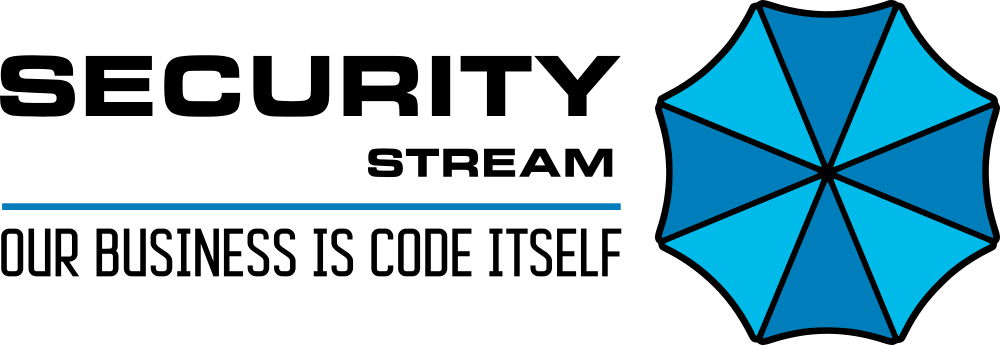 SECURITY
STREAM
OUR BUSINESS IS CODE ITSELF